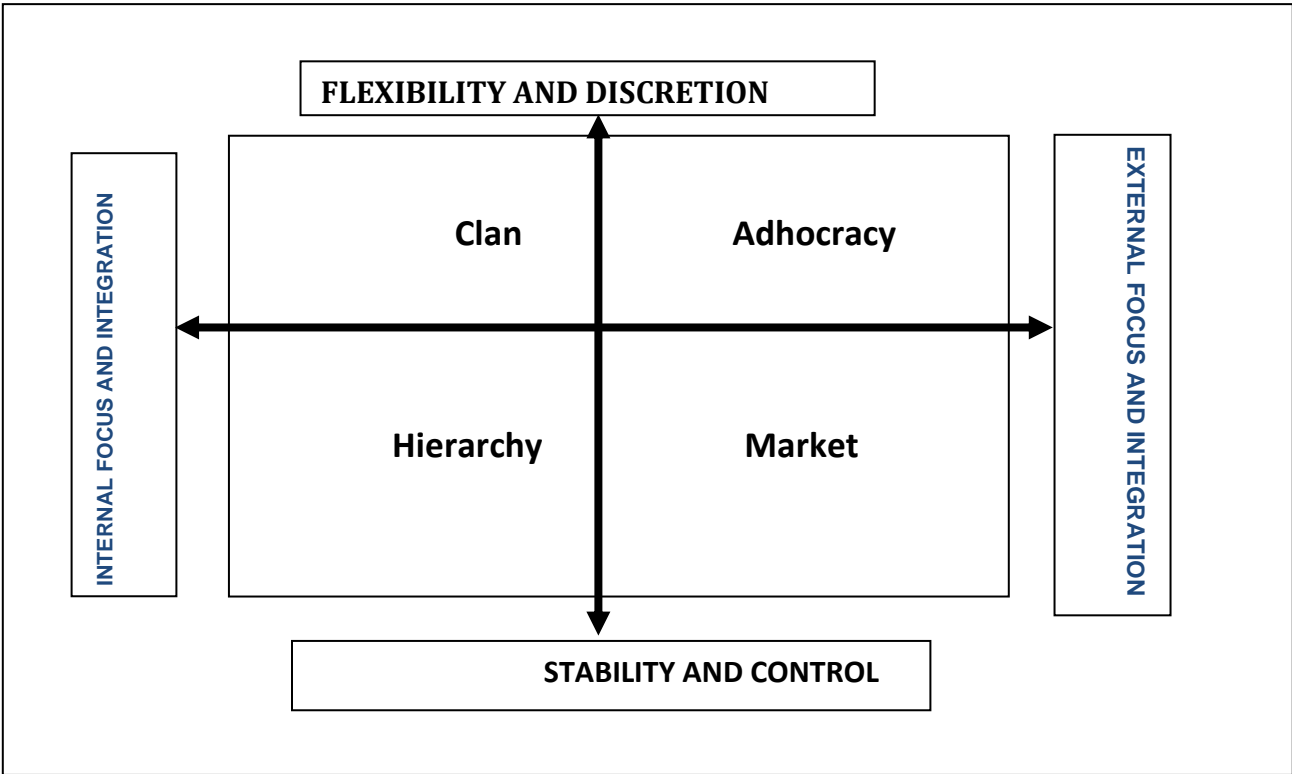 FLEXIBILITY AND DISCRETION
INTERNAL FOCUS AND INTEGRATION
EXTERNAL FOCUS AND INTEGRATION
Clan
Adhocracy
Hierarchy
Market
STABILITY AND CONTROL